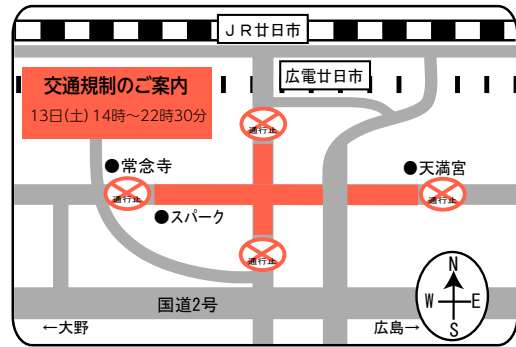 ＪＲ廿日市
広電廿日市
交通規制のご案内
13日(土) 14時～22時30分
通行止
●常念寺
●天満宮
通行止
通行止
●スパーク
通行止
国道2号
N
W E
S
←大野
広島→